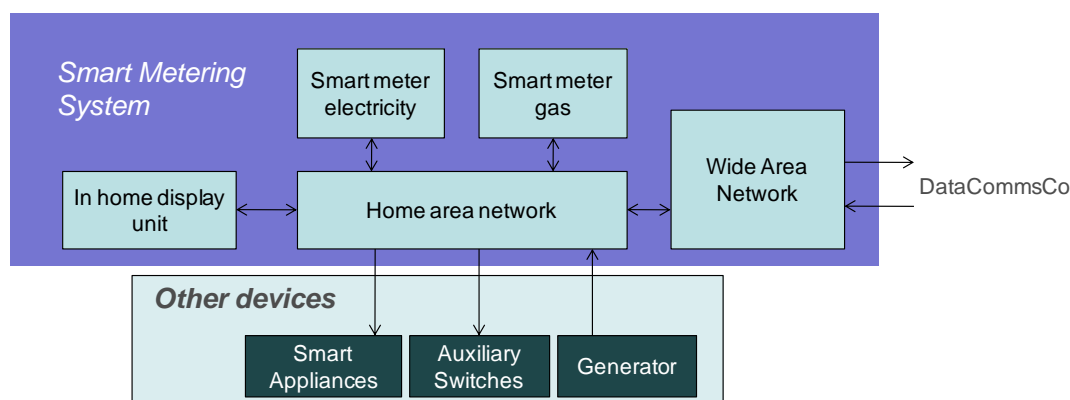 Smart Metering
System
Smart meter
electricity
Smart meter
gas
Wide Area
Network
DataCommsCo
In home display
unit
Home area network
Other devices
Smart
Appliances
Auxiliary
Switches
Generator